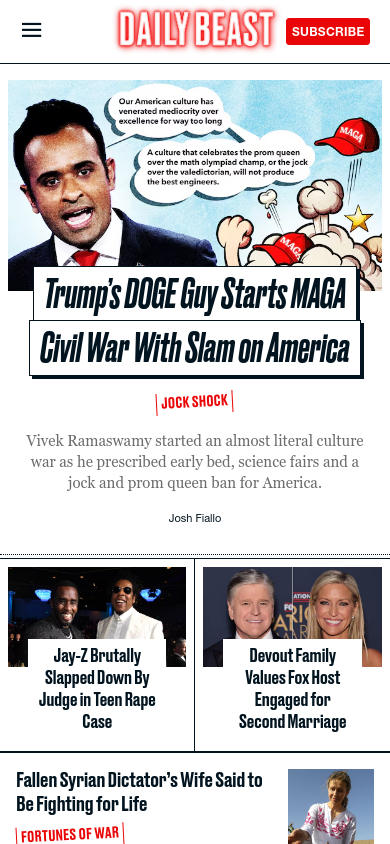 DAILY BEAST
SUBSCRIBE
Our American culture has
venerated mediocrity over
excellence for way too long
A culture that celebrates the prom queen
over the math olympiad champ, or the jock
over the valedictorian, will not produce
the best engineers.
MAGA
MAGA
MAGA
Trump's DOGE Guy Starts MAGA
Civil War With Slam on America
JOCK SHOCK
Vivek Ramaswamy started an almost literal culture
war as he prescribed early bed, science fairs and a
jock and prom queen ban for America.
Josh Fiallo
Jay-Z Brutally
Slapped Down By
Judge in Teen Rape
Case
Devout Family
Values Fox Host
Engaged for
Second Marriage
Fallen Syrian Dictator's Wife Said to
Be Fighting for Life
FORTUNES OF WAR